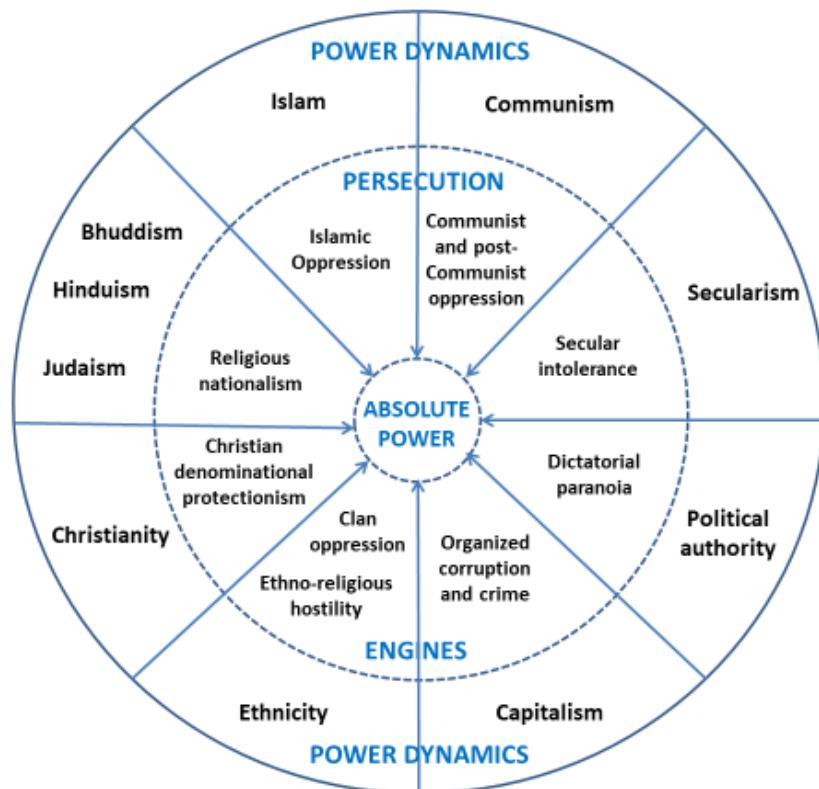 POWER DYNAMICS
Islam
Communism
PERSECUTION
Bhuddism
Hinduism
Judaism
Islamic
Oppression
Communist
and post-
Communist
oppression
Secularism
Religious
nationalism
Secular
intolerance
ABSOLUTE
POWER
Christian
denominational
protectionism
Dictatorial
paranoia
Christianity
Clan
oppression
Ethno-religious
hostility
Organized
corruption
and crime
Political
authority
ENGINES
Ethnicity
Capitalism
POWER DYNAMICS